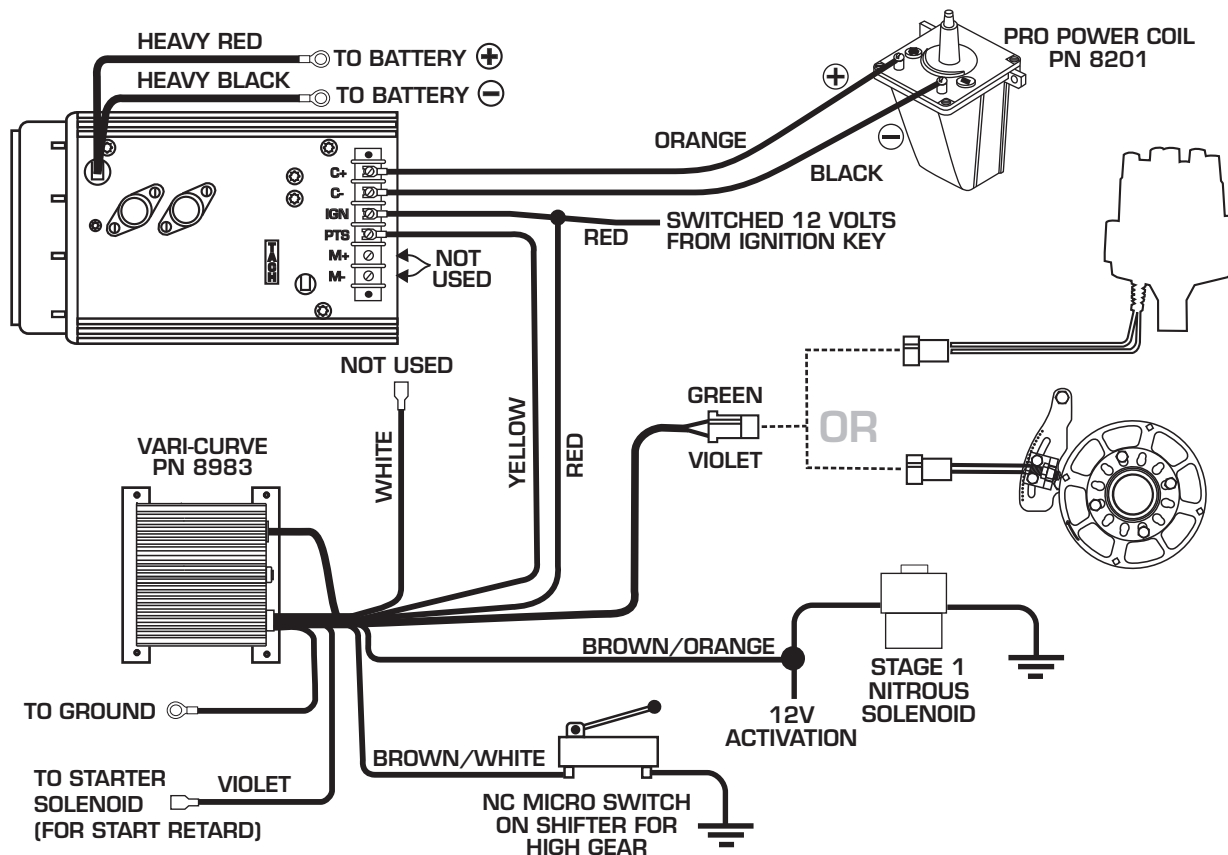 HEAVY RED
TO BATTERY +
HEAVY BLACK
TO BATTERY −
PRO POWER COIL
PN 8201
+
ORANGE
−
BLACK
C+
C-
IGN
PTS
M+
M-
TACH
NOT
USED
RED
SWITCHED 12 VOLTS
FROM IGNITION KEY
NOT USED
WHITE
YELLOW
RED
GREEN
VIOLET
OR
VARI-CURVE
PN 8983
BROWN/ORANGE
12V
ACTIVATION
STAGE 1
NITROUS
SOLENOID
TO GROUND
BROWN/WHITE
TO STARTER
SOLENOID
(FOR START RETARD)
VIOLET
NC MICRO SWITCH
ON SHIFTER FOR
HIGH GEAR